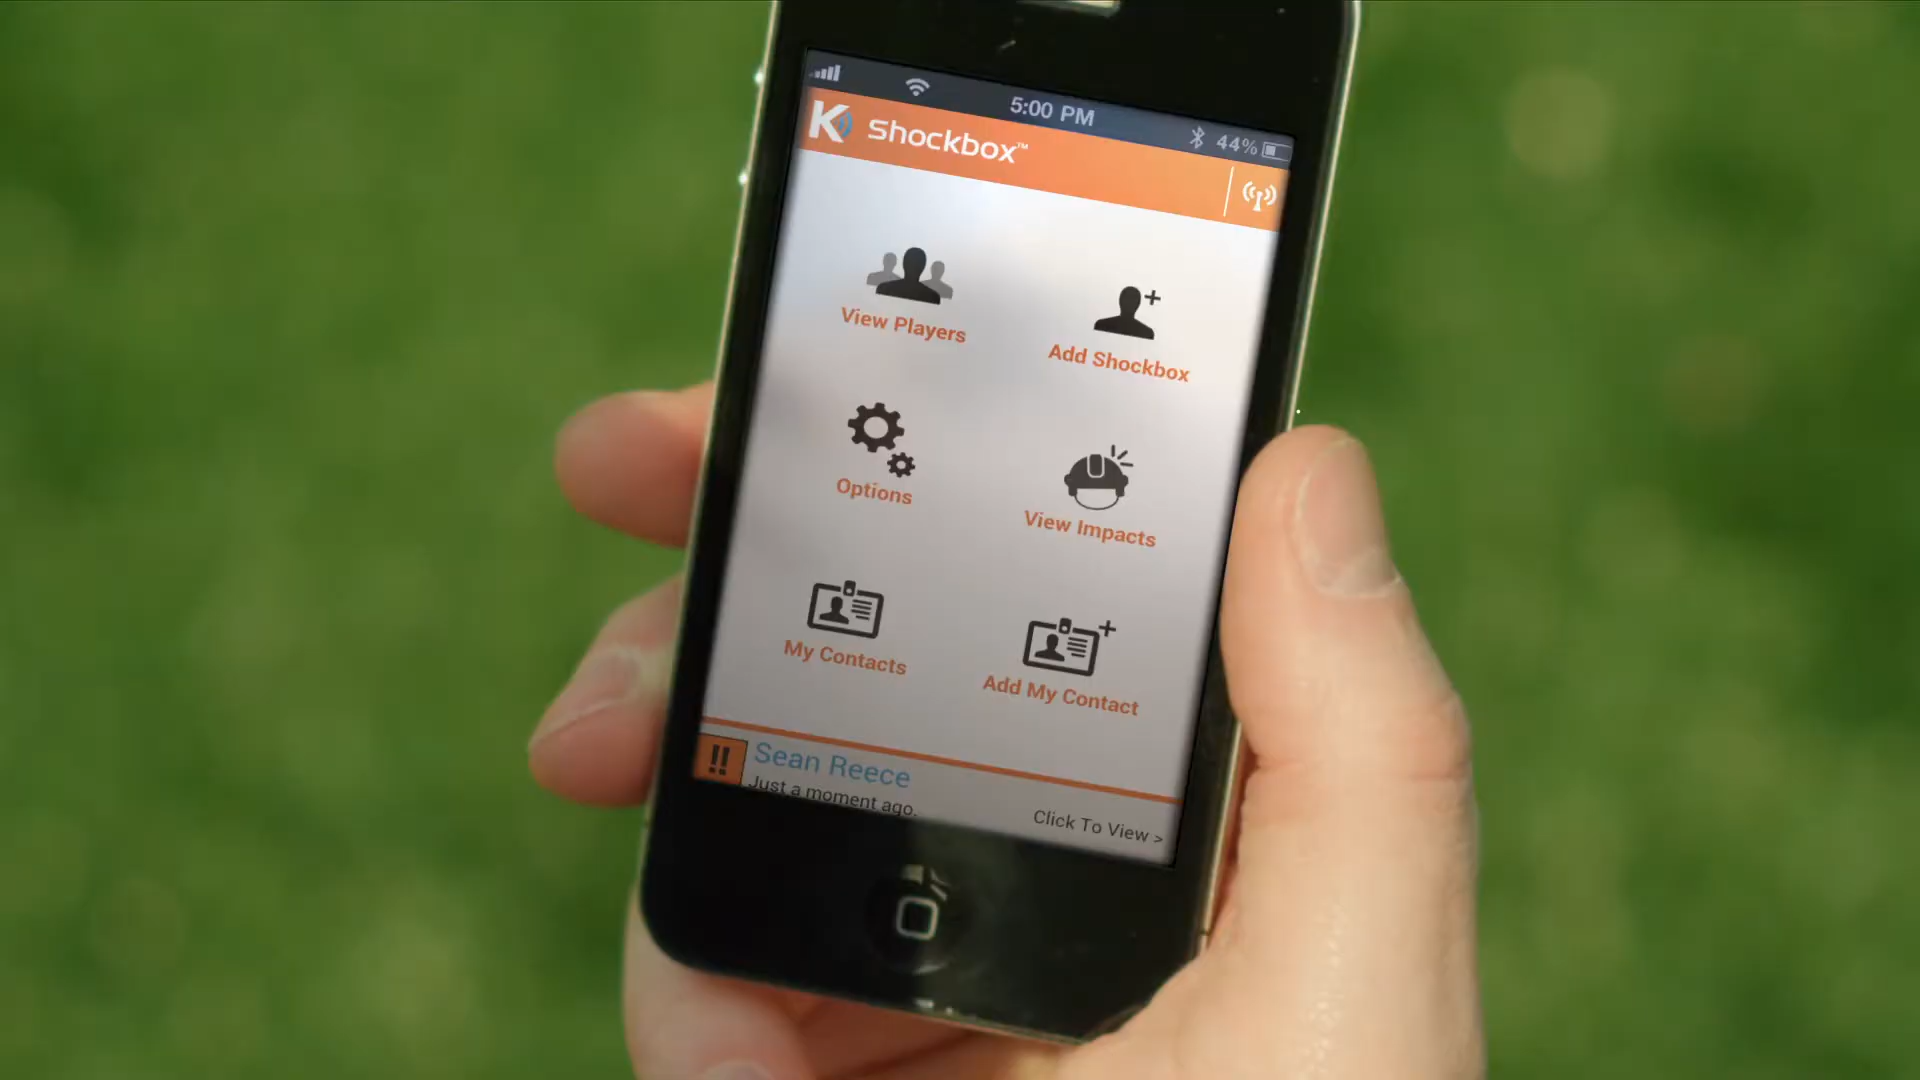 5:00 PM
44%
K Shockbox™
View Players
Add Shockbox
Options
View Impacts
My Contacts
Add My Contact
!! Sean Reece
Just a moment ago.
Click To View >